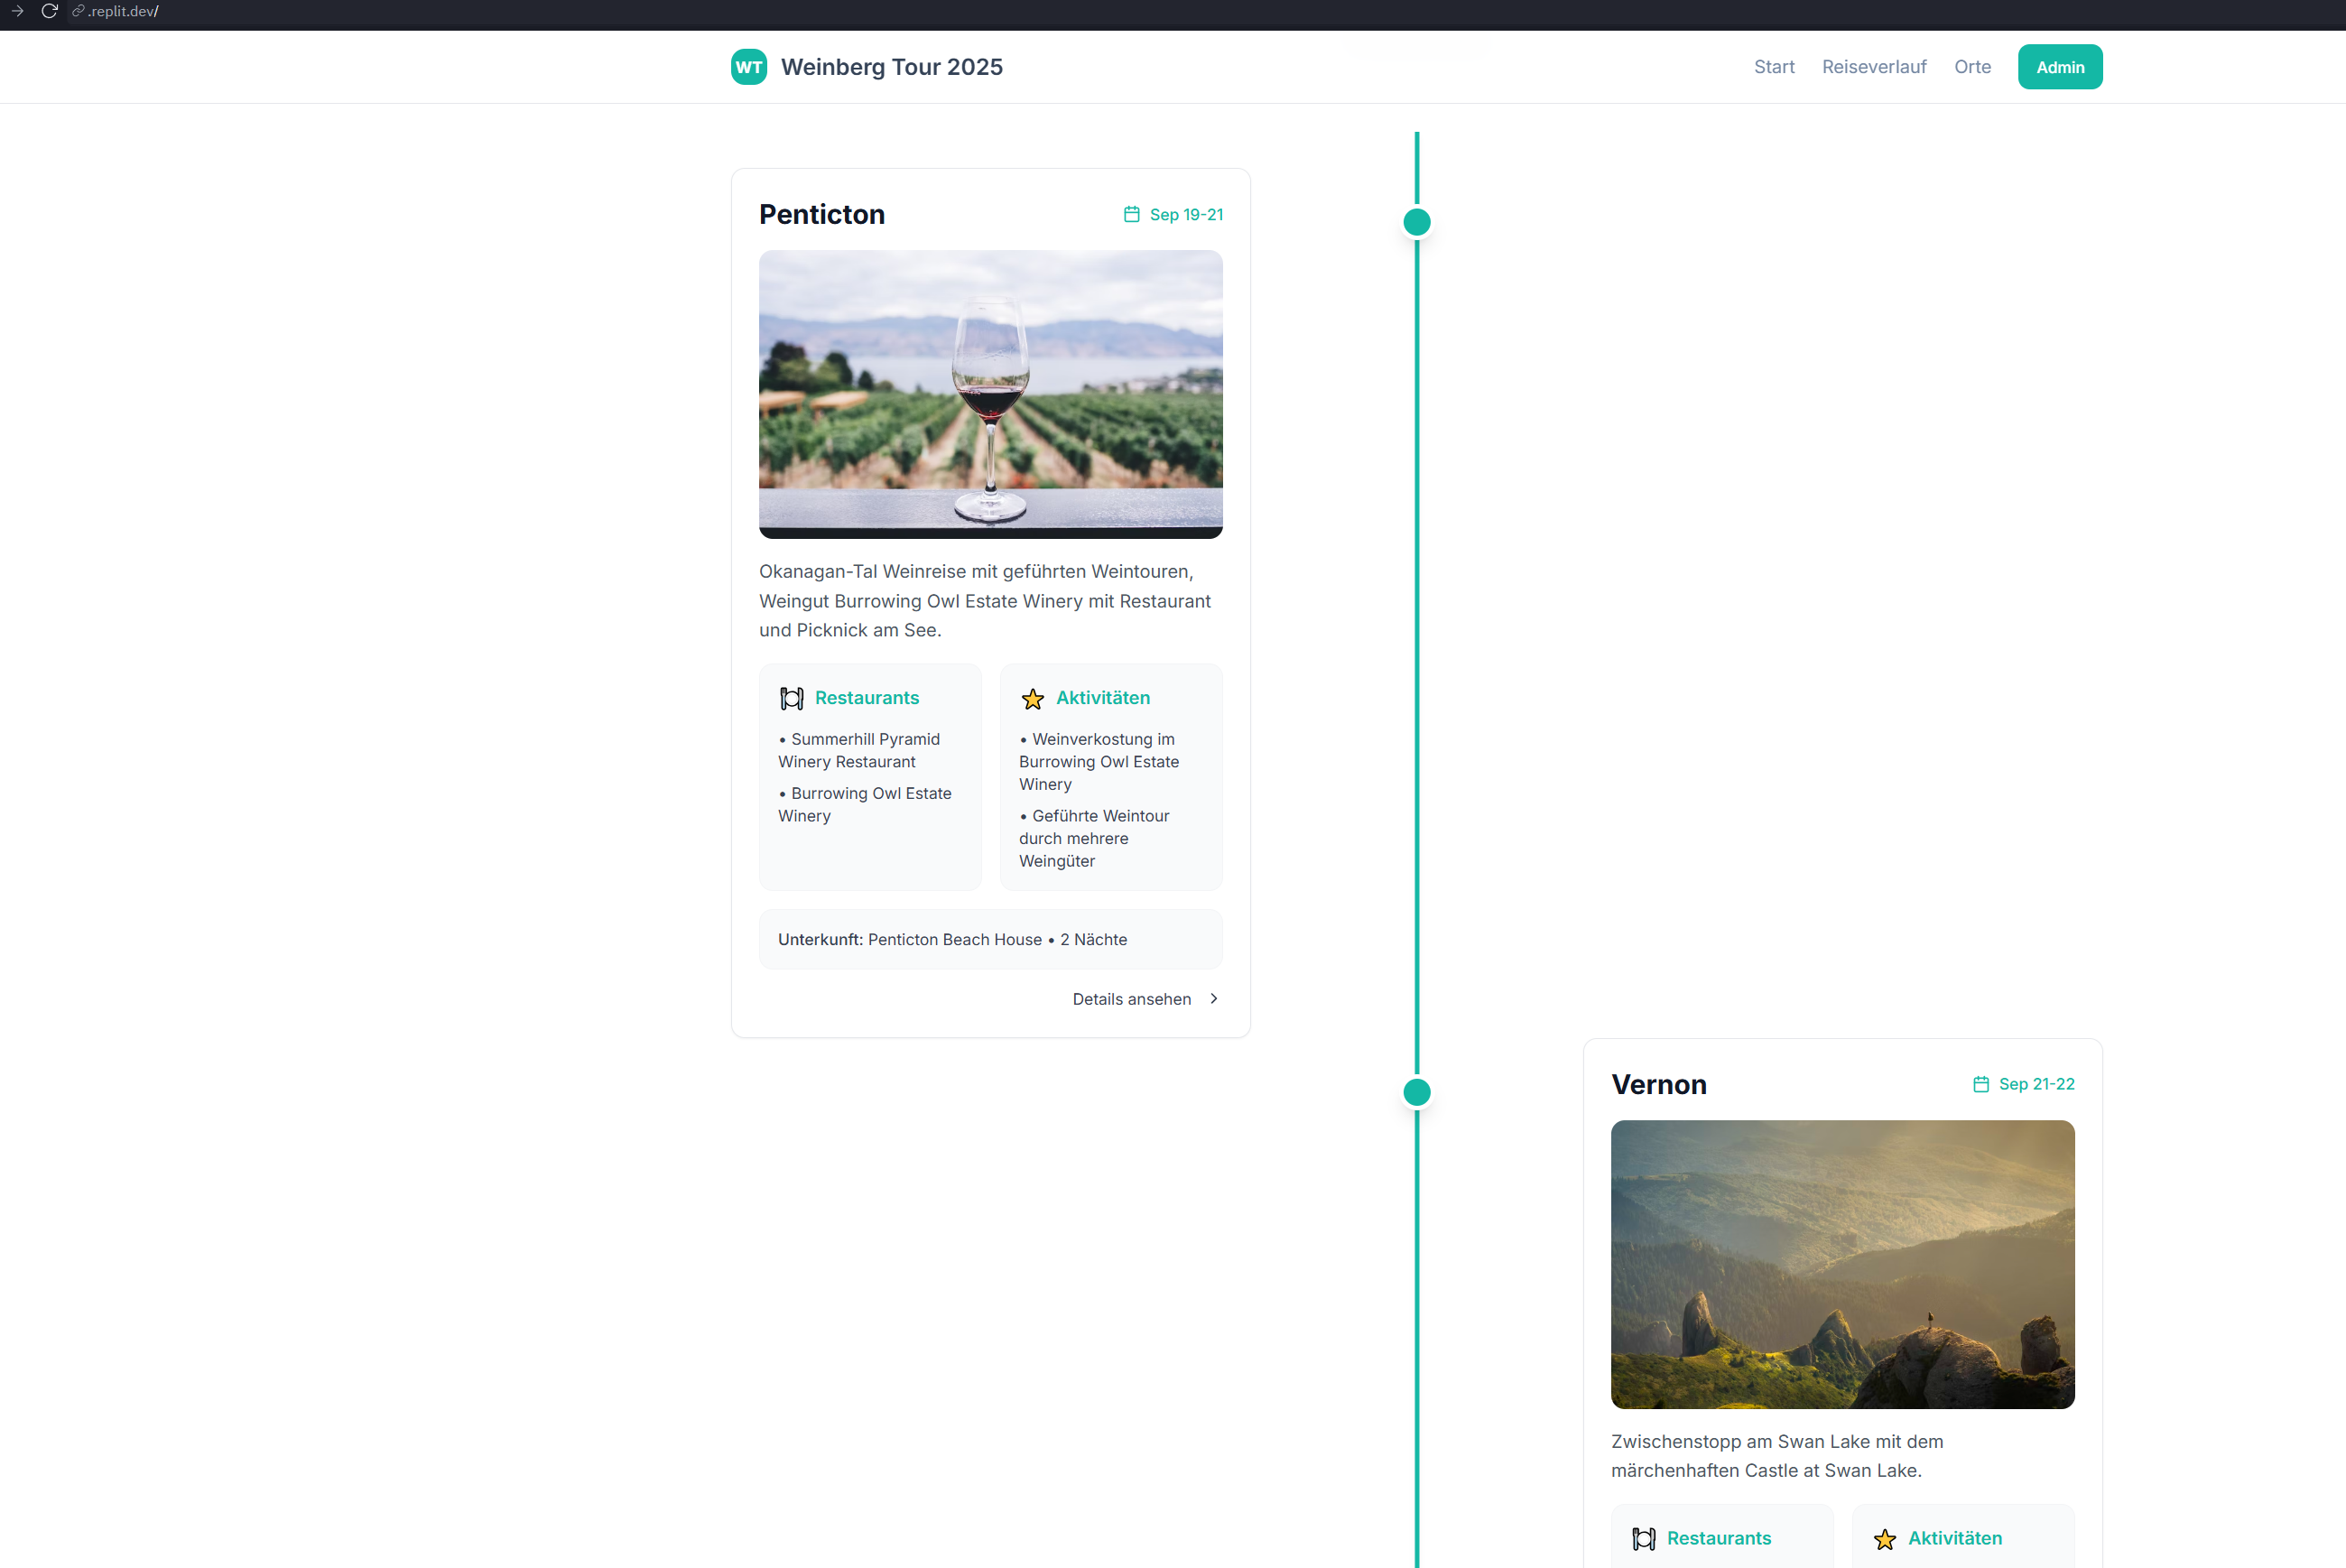 .replit.dev/
WT Weinberg Tour 2025
Start Reiseverlauf Orte Admin
Penticton
Sep 19-21
Okanagan-Tal Weinreise mit geführten Weintouren,
Weingut Burrowing Owl Estate Winery mit Restaurant
und Picknick am See.
Restaurants
• Summerhill Pyramid
Winery Restaurant
• Burrowing Owl Estate
Winery
Aktivitäten
• Weinverkostung im
Burrowing Owl Estate
Winery
• Geführte Weintour
durch mehrere
Weingüter
Unterkunft: Penticton Beach House • 2 Nächte
Details ansehen
Vernon
Sep 21-22
Zwischenstopp am Swan Lake mit dem
märchenhaften Castle at Swan Lake.
Restaurants
Aktivitäten